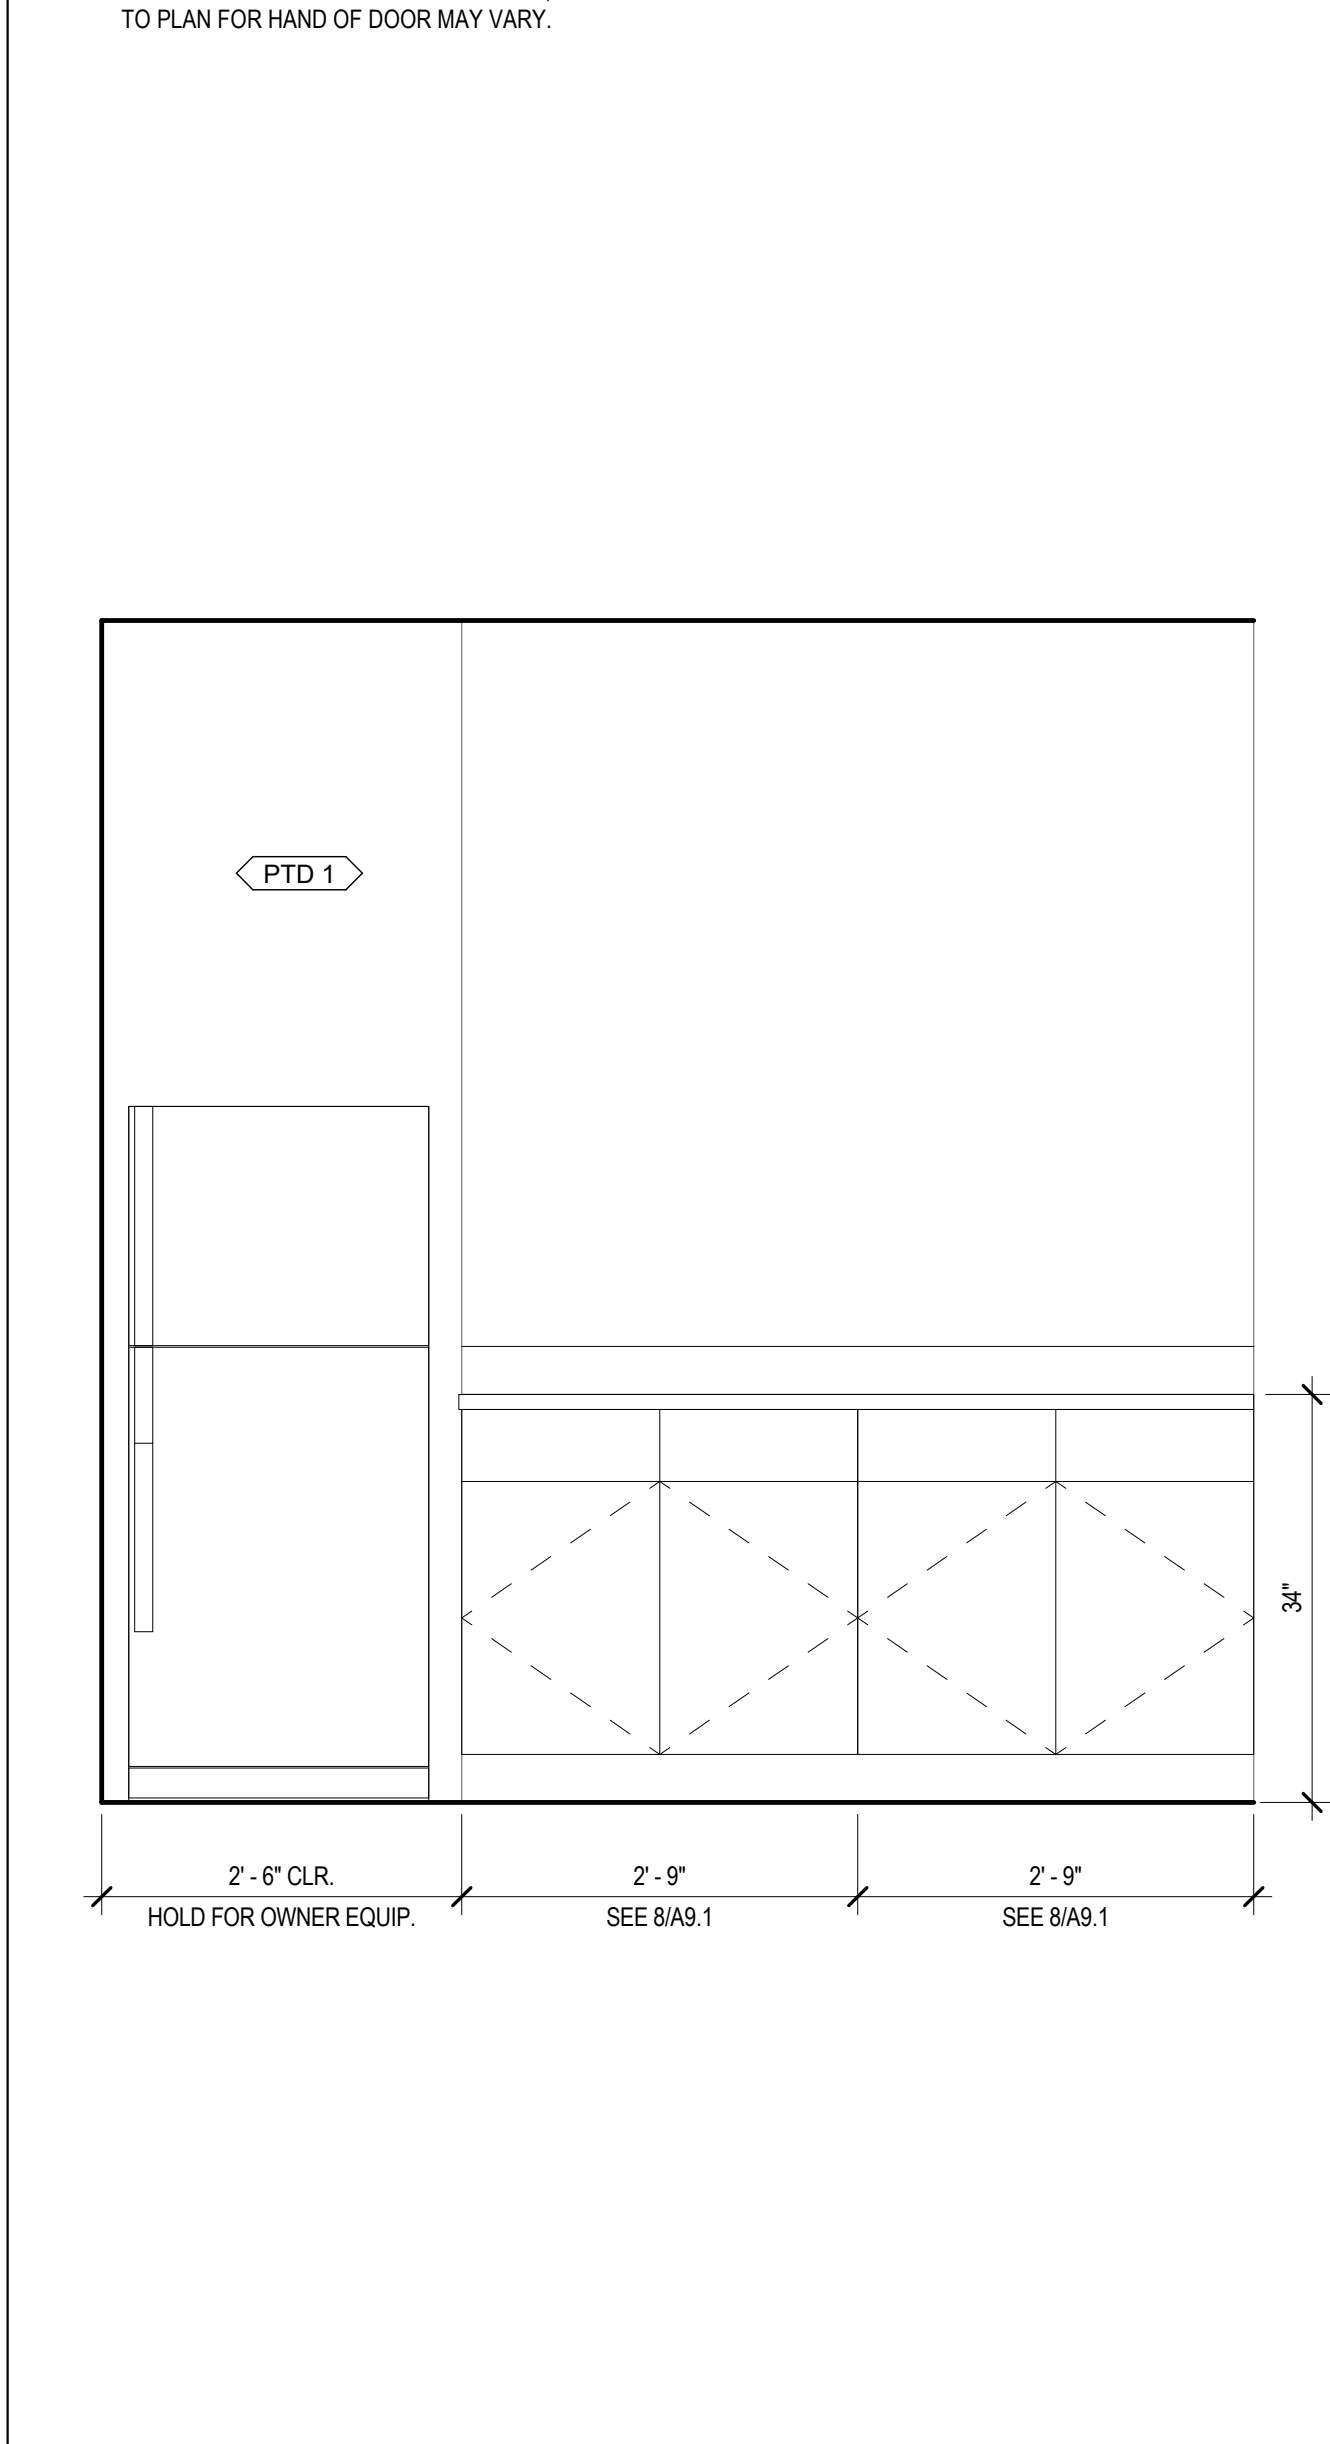 TO PLAN FOR HAND OF DOOR MAY VARY.
PTD 1
34"
2' - 6" CLR.
HOLD FOR OWNER EQUIP.
2' - 9"
SEE 8/A9.1
2' - 9"
SEE 8/A9.1